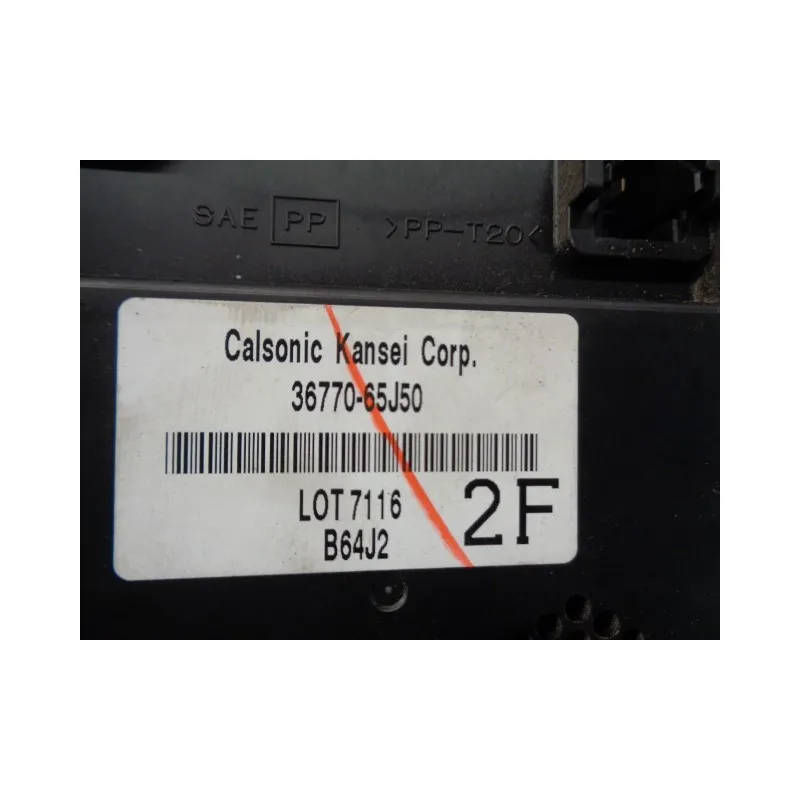 SAE PP >PP-T20<
Calsonic Kansei Corp.
36770-65J50
LOT 7116
B64J2
2F